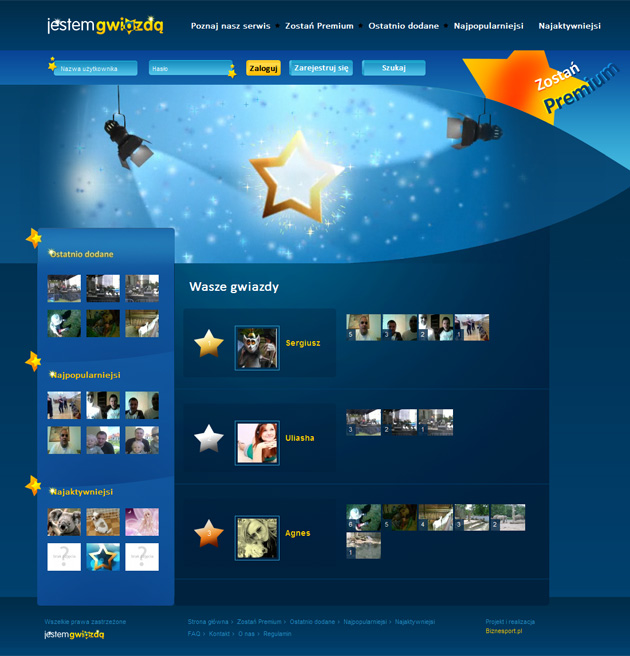 jestemgwiazdą
Poznaj nasz serwis Zostań Premium Ostatnio dodane Najpopularniejsi Najaktywniejsi
Nazwa użytkownika Hasło Zaloguj Zarejestruj się Szukaj
Zostań
Premium
Ostatnio dodane
Wasze gwiazdy
Sergiusz
5 3 2 1
Najpopularniejsi
Uliasha
3 2 1
Najaktywniejsi
Agnes
6 5 4 3 2
1
Wszelkie prawa zastrzeżone
jestemgwiazdą
Strona główna › Zostań Premium › Ostatnio dodane › Najpopularniejsi › Najaktywniejsi
FAQ › Kontakt › O nas › Regulamin
Projekt i realizacja
Biznesport.pl